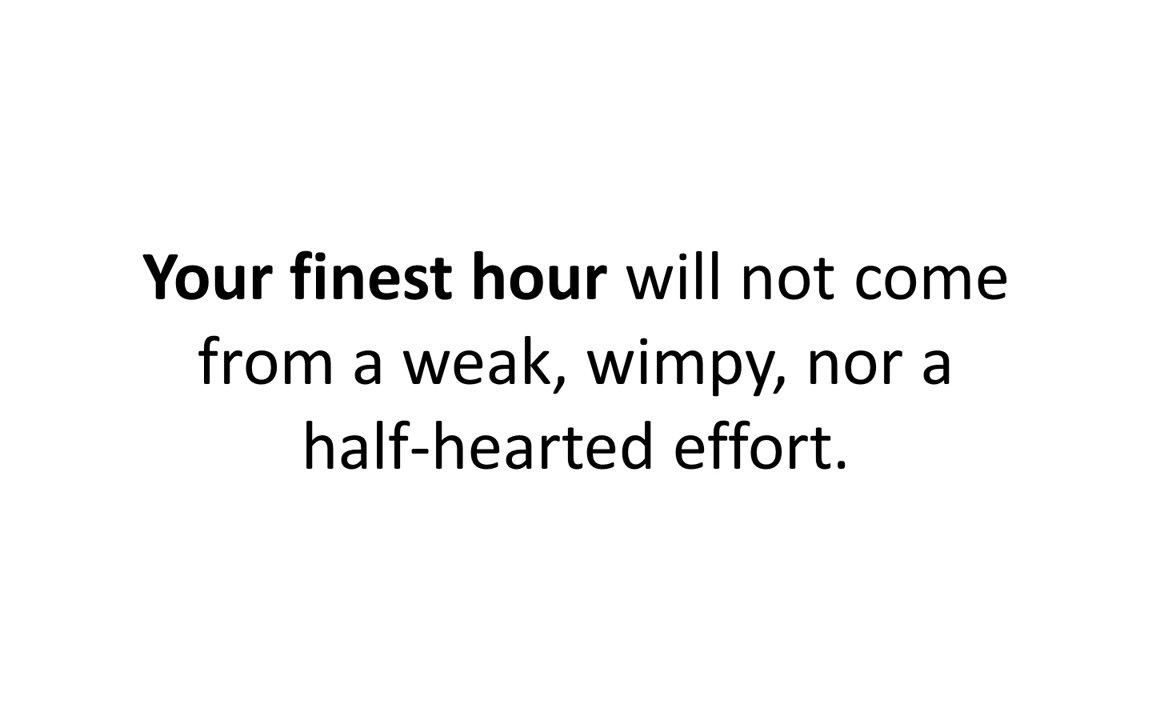 Your finest hour will not come
from a weak, wimpy, nor a
half-hearted effort.